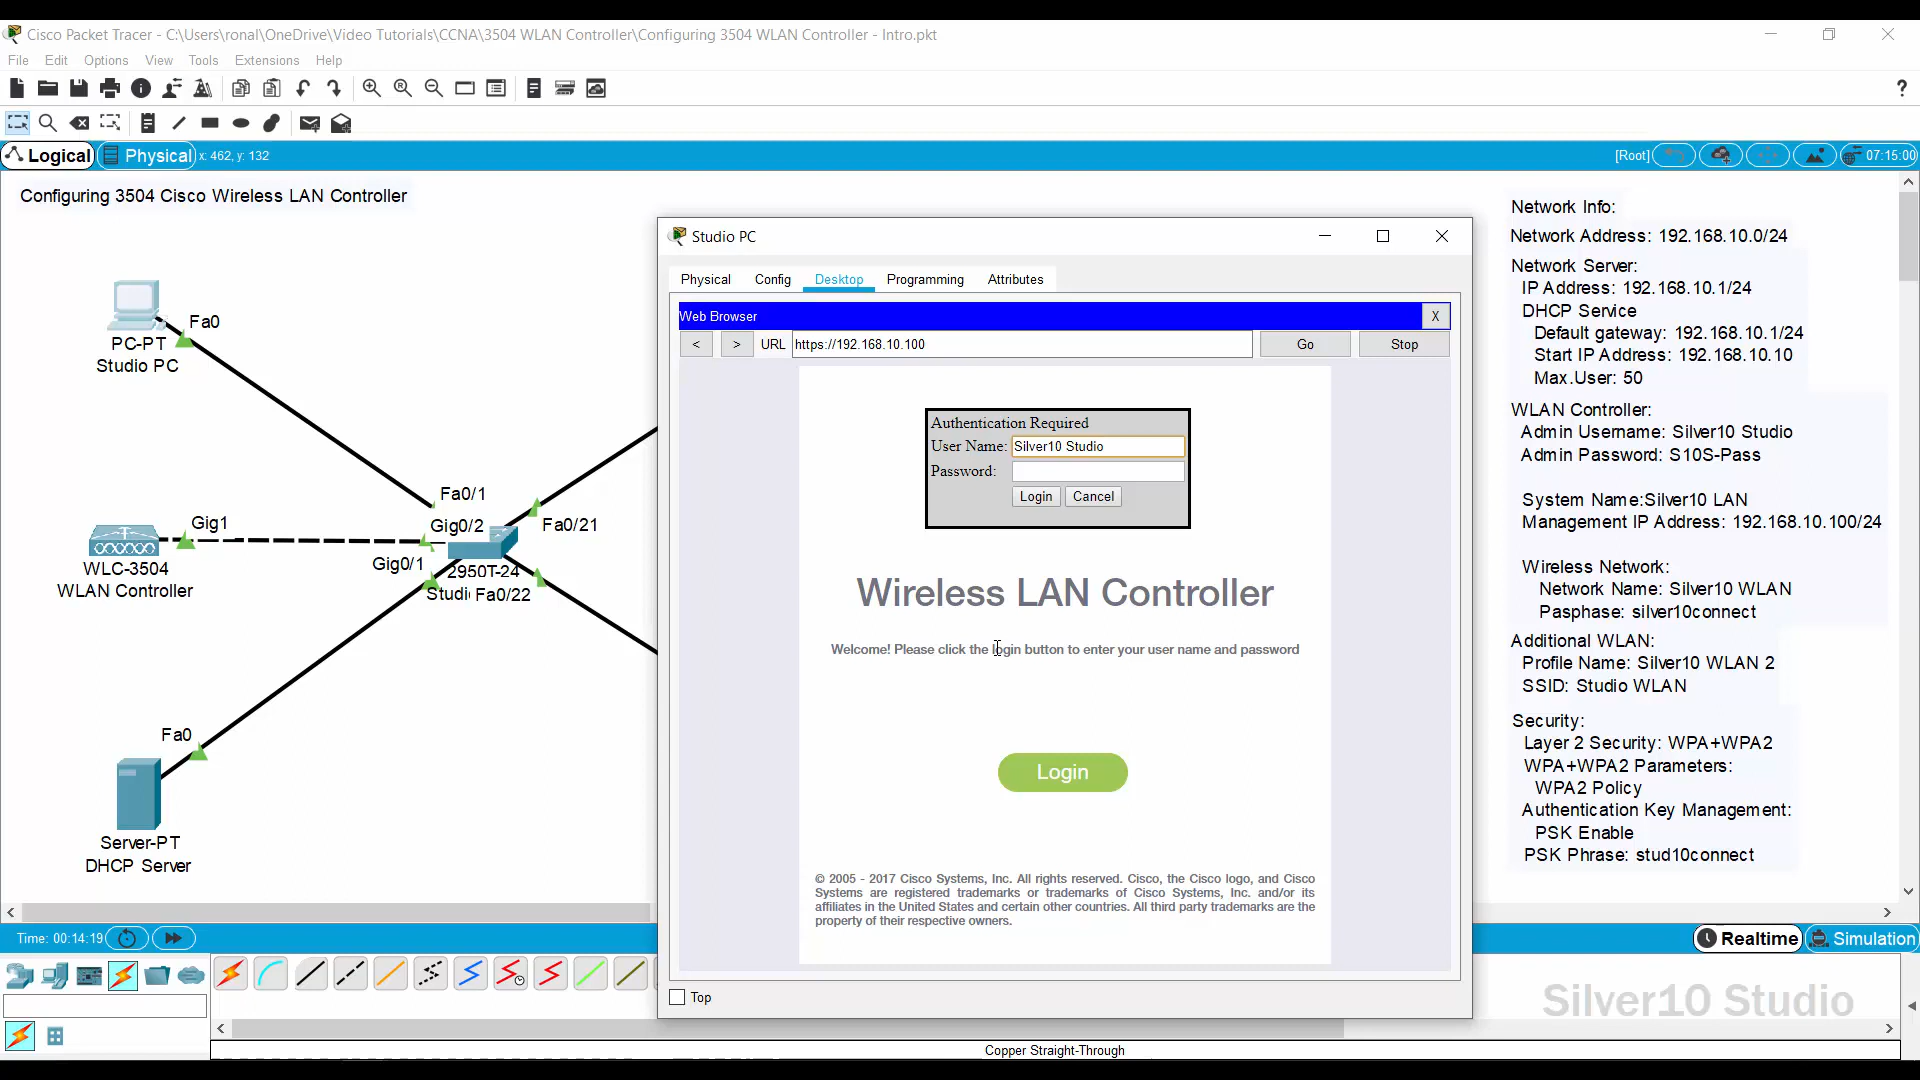 Cisco Packet Tracer - C:\Users\ronal\OneDrive\Video Tutorials\CCNA\3504 WLAN Controller\Configuring 3504 WLAN Controller - Intro.pkt
File Edit Options View Tools Extensions Help
Logical Physical x: 462, y: 132 [Root] 07:15:00
Configuring 3504 Cisco Wireless LAN Controller
Fa0
PC-PT
Studio PC
Fa0/1
Gig1
Gig0/2
Fa0/21
WLC-3504
WLAN Controller
Gig0/1
2950T-24
Studi Fa0/22
Fa0
Server-PT
DHCP Server
Studio PC
Physical Config Desktop Programming Attributes
Web Browser X
< > URL https://192.168.10.100 Go Stop
Authentication Required
User Name: Silver10 Studio
Password:
Login Cancel
Wireless LAN Controller
Welcome! Please click the login button to enter your user name and password
Login
© 2005 - 2017 Cisco Systems, Inc. All rights reserved. Cisco, the Cisco logo, and Cisco
Systems are registered trademarks or trademarks of Cisco Systems, Inc. and/or its
affiliates in the United States and certain other countries. All third party trademarks are the
property of their respective owners.
Top
Network Info:
Network Address: 192.168.10.0/24
Network Server:
IP Address: 192.168.10.1/24
DHCP Service
Default gateway: 192.168.10.1/24
Start IP Address: 192.168.10.10
Max.User: 50
WLAN Controller:
Admin Username: Silver10 Studio
Admin Password: S10S-Pass
System Name:Silver10 LAN
Management IP Address: 192.168.10.100/24
Wireless Network:
Network Name: Silver10 WLAN
Pasphase: silver10connect
Additional WLAN:
Profile Name: Silver10 WLAN 2
SSID: Studio WLAN
Security:
Layer 2 Security: WPA+WPA2
WPA+WPA2 Parameters:
WPA2 Policy
Authentication Key Management:
PSK Enable
PSK Phrase: stud10connect
Time: 00:14:19 Realtime Simulation
Silver10 Studio
Copper Straight-Through